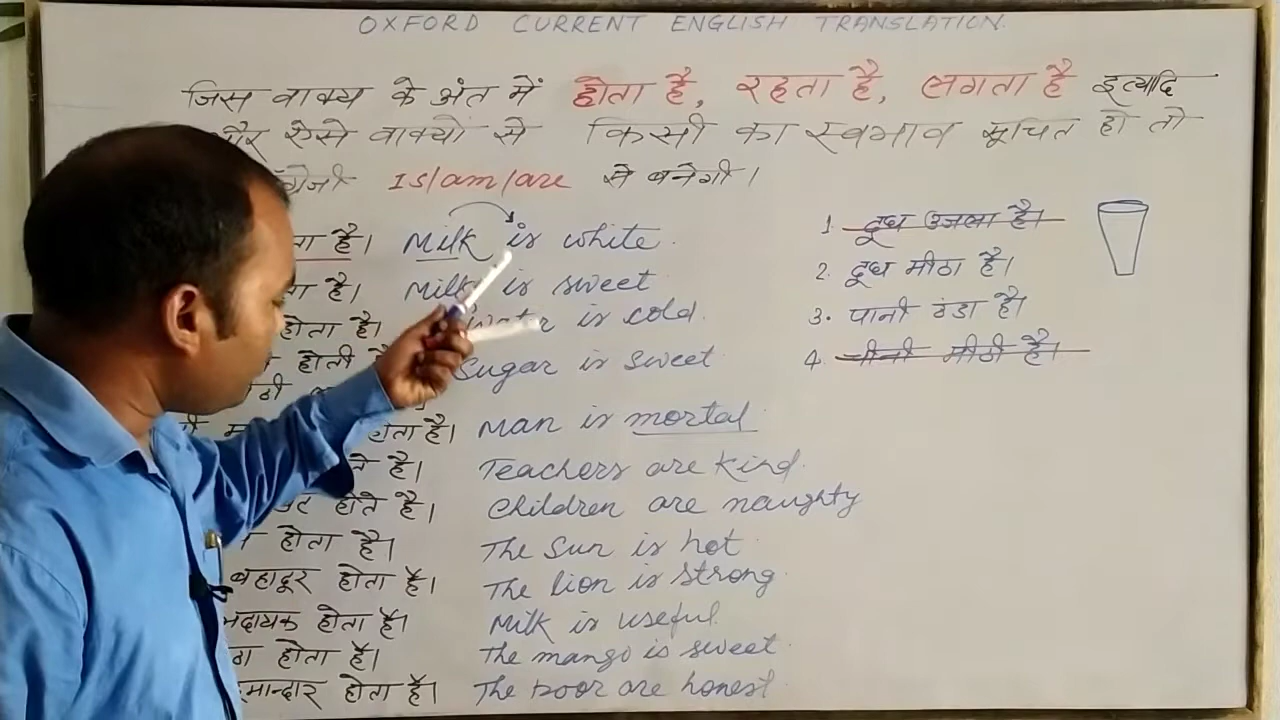 OXFORD CURRENT ENGLISH TRANSLATION.
जिस वाक्य के अंत में होता है, रहता है, लगता है इत्यादि
ऐसे वाक्यों से किसी का स्वभाव सूचित हो तो
Is/am/are से बनेगी।
है। Milk is white. 1. दूध उजला है।
है। Milk is sweet 2. दूध मीठा है।
होता है। Water is cold. 3. पानी ठंडा है।
होती है Sugar is sweet 4. चीनी मीठी है।
होता है। Man is mortal.
है। Teachers are kind.
होते है। Children are naughty
होता है। The Sun is hot.
बहादूर होता है। The lion is strong.
होता है। Milk is useful.
होता है। The mango is sweet.
होता है। The poor are honest.